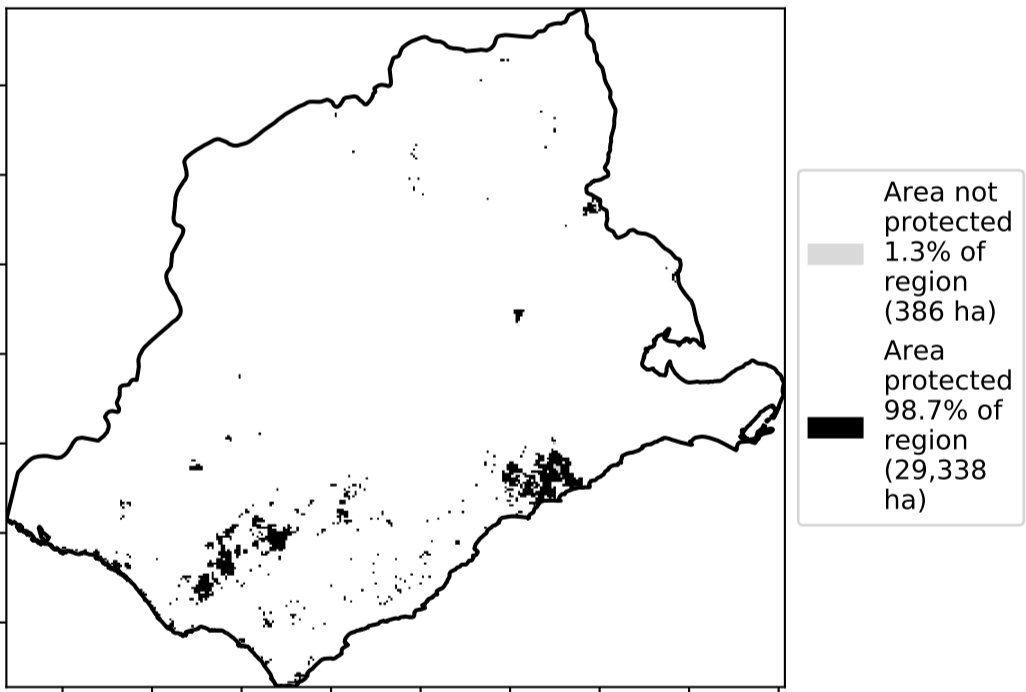 Area not
protected
1.3% of
region
(386 ha)
Area
protected
98.7% of
region
(29,338
ha)